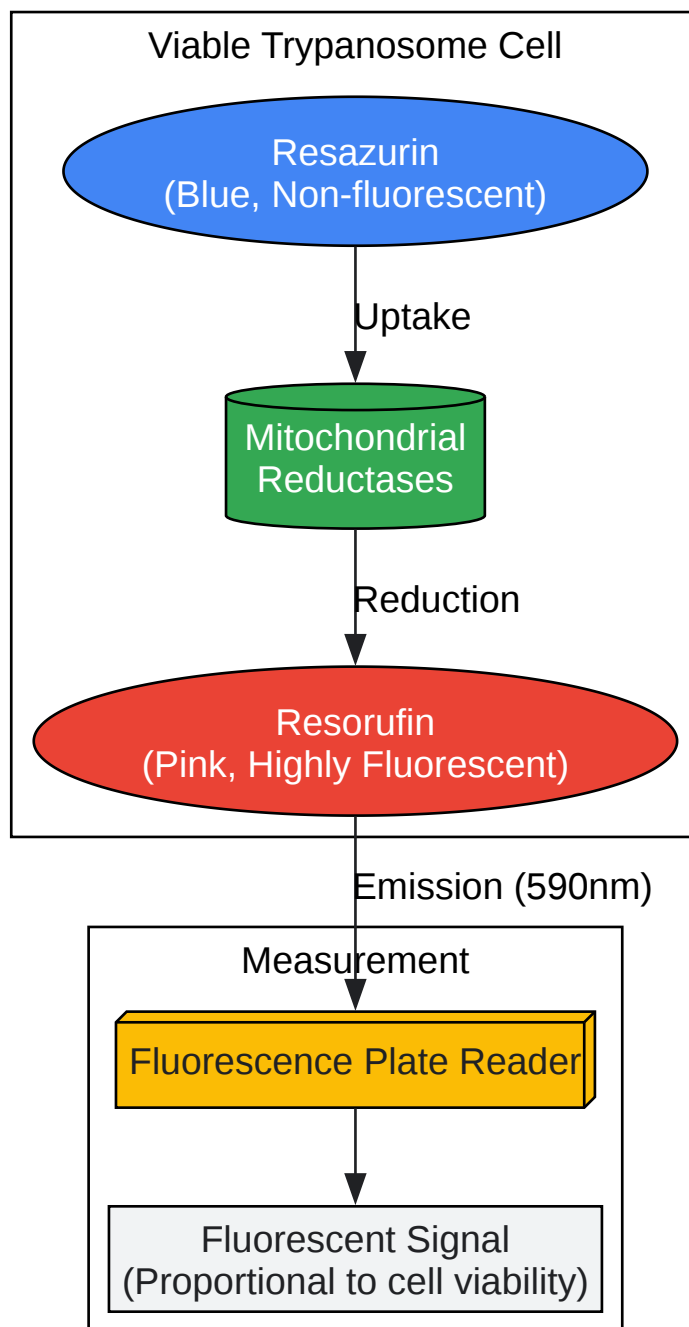 Viable Trypanosome Cell
Resazurin
(Blue, Non-fluorescent)
Uptake
Mitochondrial
Reductases
Reduction
Resorufin
(Pink, Highly Fluorescent)
Emission (590nm)
Measurement
Fluorescence Plate Reader
Fluorescent Signal
(Proportional to cell viability)